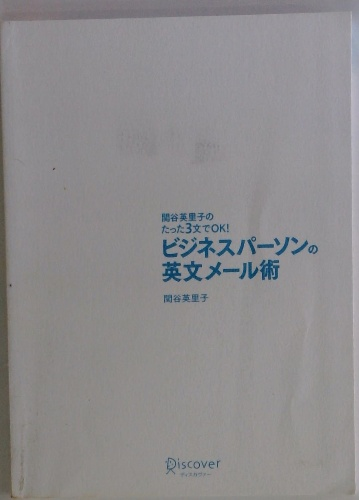 関谷英里子の
たった3文でOK!
ビジネスパーソンの
英文メール術
関谷英里子
Discover
ディスカヴァー